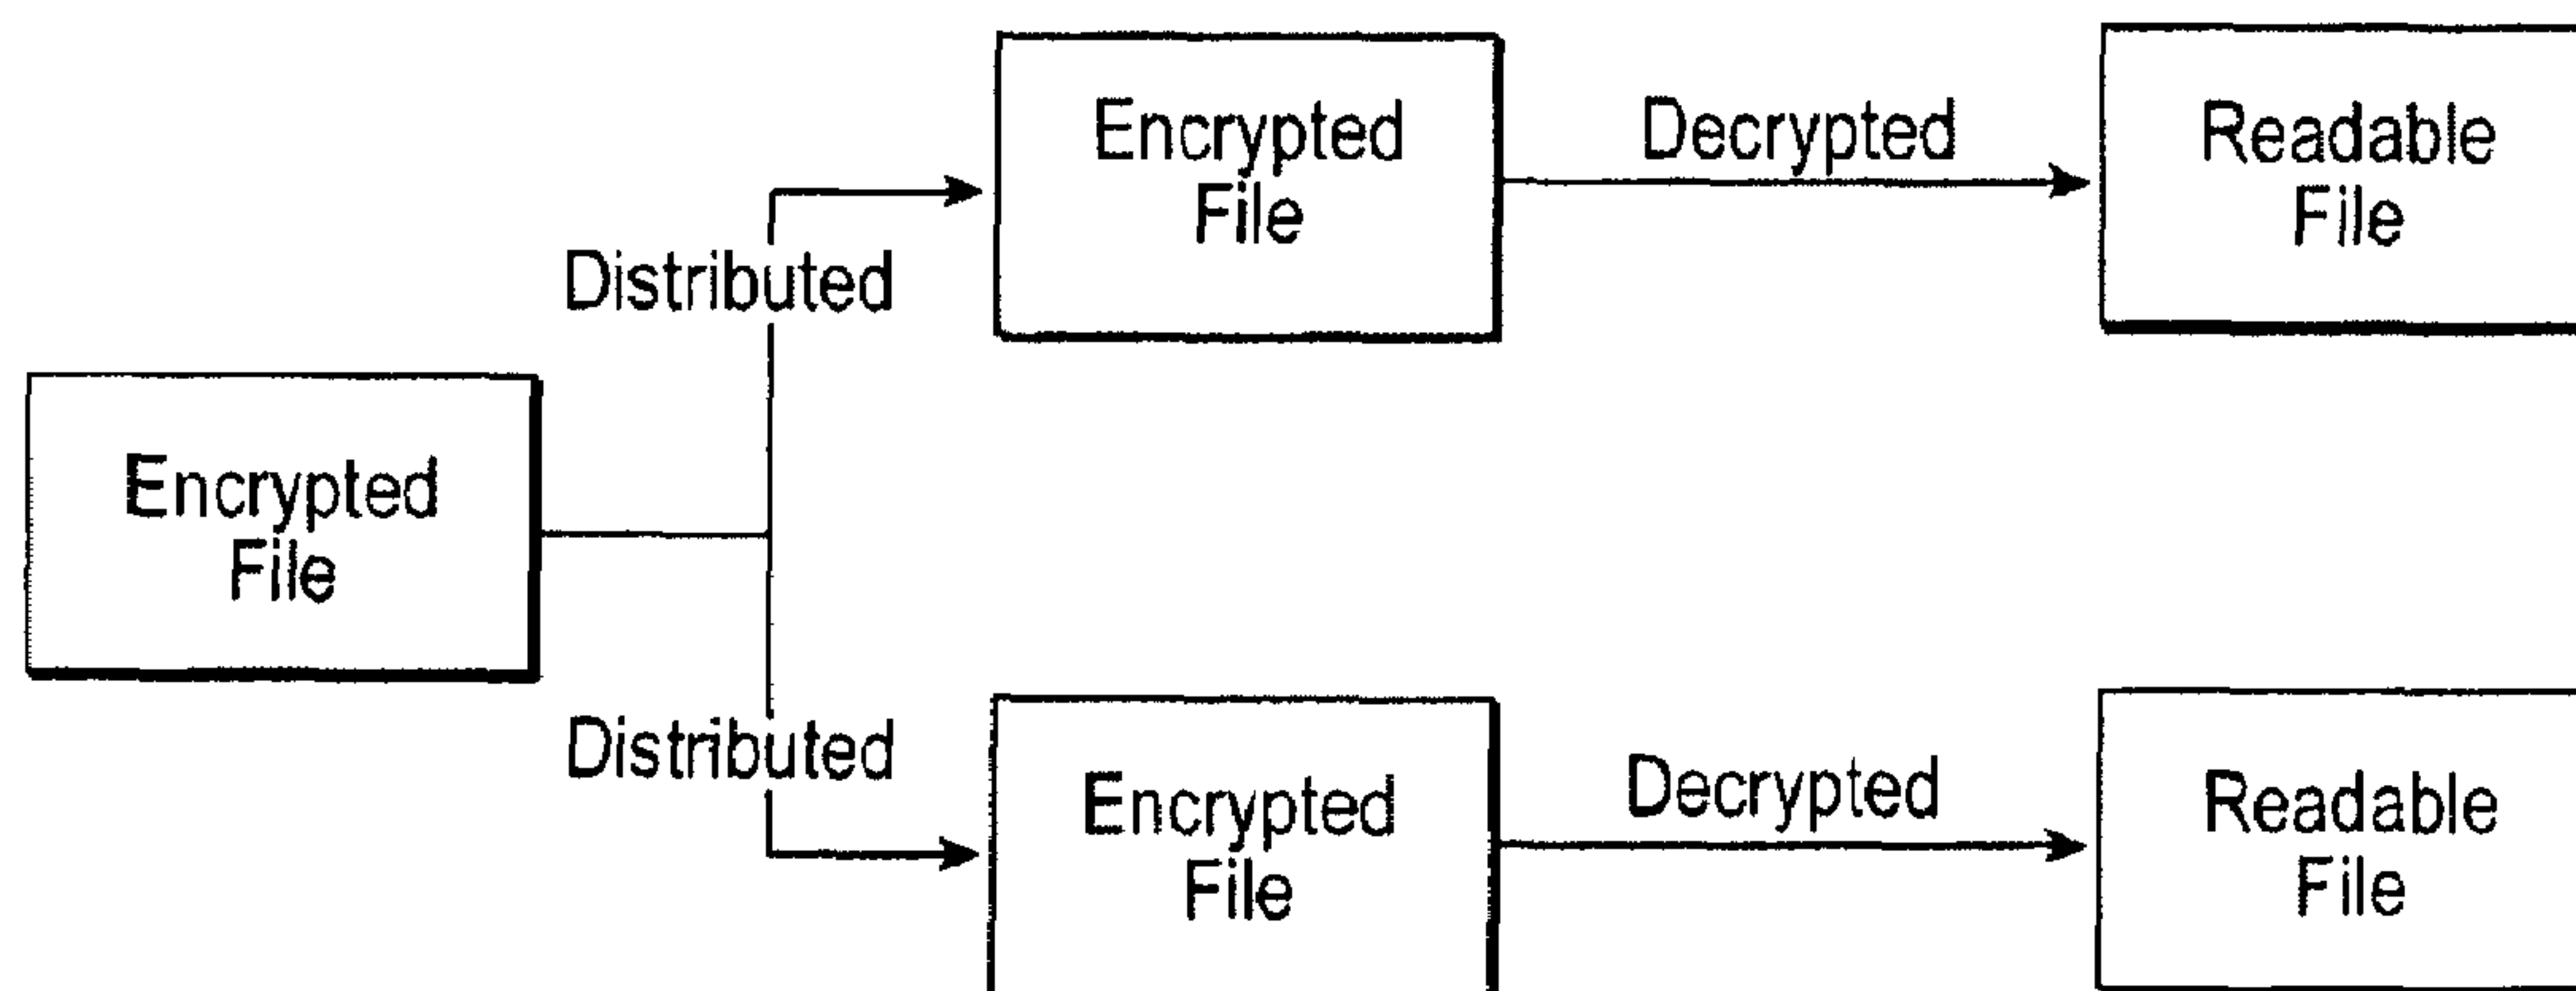 Encrypted
File
Distributed
Encrypted
File
Decrypted
Readable
File
Distributed
Encrypted
File
Decrypted
Readable
File